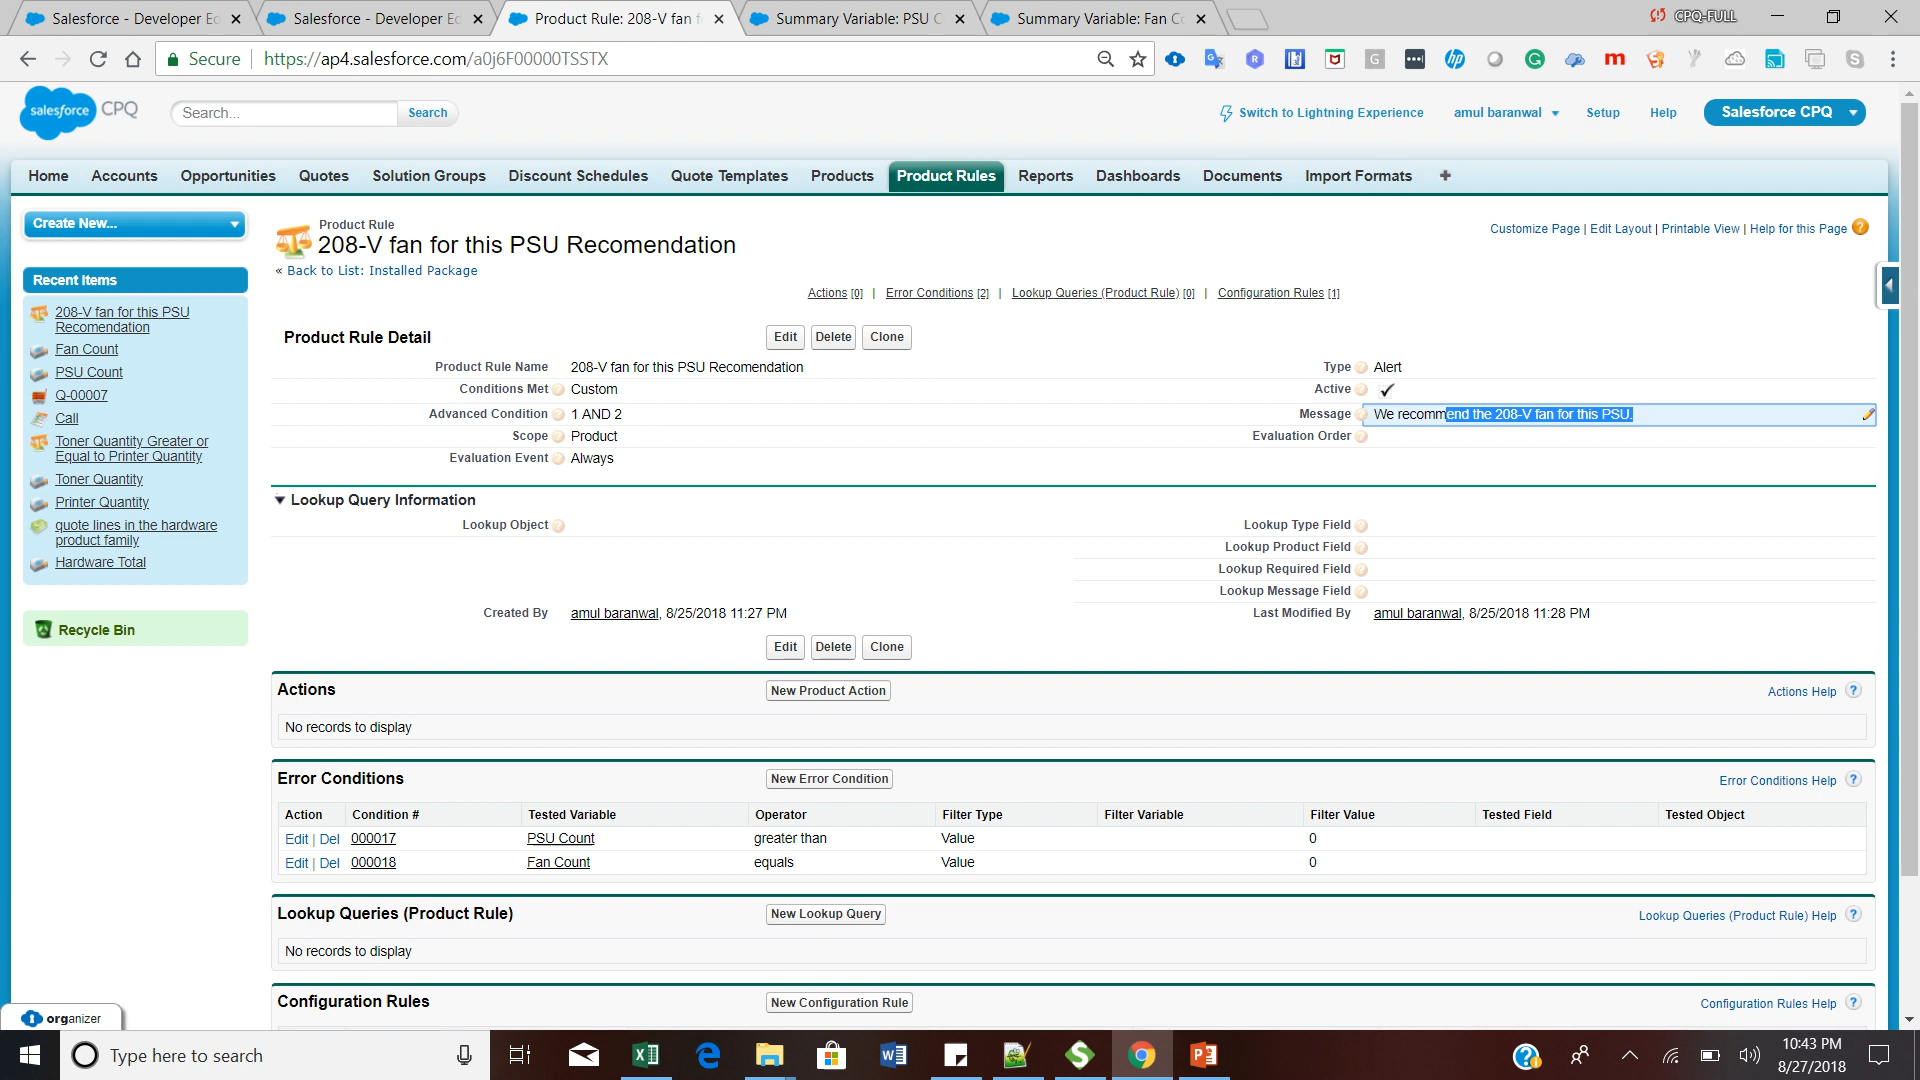 Salesforce - Developer Ec
Salesforce - Developer Ec
Product Rule: 208-V fan f
Summary Variable: PSU C
Summary Variable: Fan C
CPQ-FULL
Secure
https://ap4.salesforce.com/a0j6F00000TSSTX
salesforce CPQ
Search...
Search
Switch to Lightning Experience
amul baranwal
Setup
Help
Salesforce CPQ
Home
Accounts
Opportunities
Quotes
Solution Groups
Discount Schedules
Quote Templates
Products
Product Rules
Reports
Dashboards
Documents
Import Formats
+
Create New...
Recent Items
208-V fan for this PSU
Recomendation
Fan Count
PSU Count
Q-00007
Call
Toner Quantity Greater or
Equal to Printer Quantity
Toner Quantity
Printer Quantity
quote lines in the hardware
product family
Hardware Total
Recycle Bin
Product Rule
208-V fan for this PSU Recomendation
« Back to List: Installed Package
Customize Page | Edit Layout | Printable View | Help for this Page
Actions [0] | Error Conditions [2] | Lookup Queries (Product Rule) [0] | Configuration Rules [1]
Product Rule Detail
Edit
Delete
Clone
Product Rule Name 208-V fan for this PSU Recomendation
Type Alert
Conditions Met Custom
Active
Advanced Condition 1 AND 2
Message We recommend the 208-V fan for this PSU.
Scope Product
Evaluation Order
Evaluation Event Always
Lookup Query Information
Lookup Object
Lookup Type Field
Lookup Product Field
Lookup Required Field
Lookup Message Field
Created By amul baranwal, 8/25/2018 11:27 PM
Last Modified By amul baranwal, 8/25/2018 11:28 PM
Edit
Delete
Clone
Actions
New Product Action
Actions Help ?
No records to display
Error Conditions
New Error Condition
Error Conditions Help ?
Action Condition # Tested Variable Operator Filter Type Filter Variable Filter Value Tested Field Tested Object
Edit | Del 000017 PSU Count greater than Value 0
Edit | Del 000018 Fan Count equals Value 0
Lookup Queries (Product Rule)
New Lookup Query
Lookup Queries (Product Rule) Help ?
No records to display
Configuration Rules
New Configuration Rule
Configuration Rules Help ?
organizer
Type here to search
10:43 PM
8/27/2018